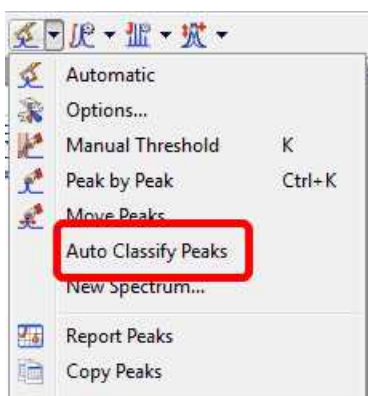 Automatic
Options...
Manual Threshold K
Peak by Peak Ctrl+K
Move Peaks
Auto Classify Peaks
New Spectrum...
Report Peaks
Copy Peaks